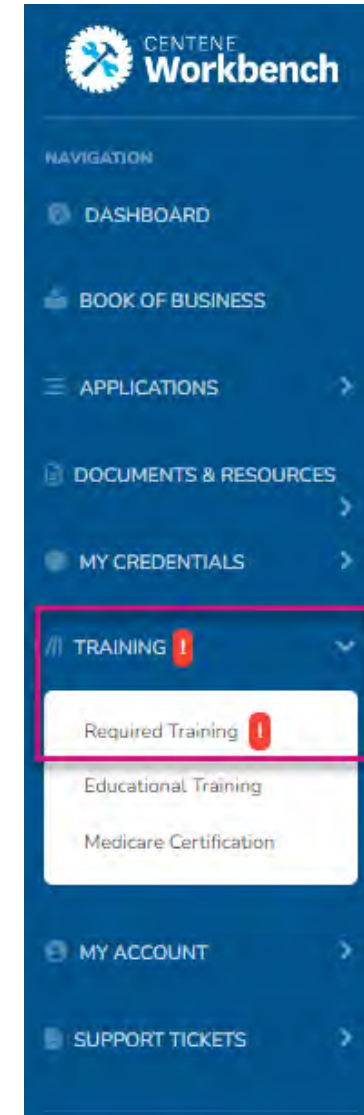 CENTENE
Workbench
NAVIGATION
DASHBOARD
BOOK OF BUSINESS
APPLICATIONS
DOCUMENTS & RESOURCES
MY CREDENTIALS
TRAINING !
Required Training !
Educational Training
Medicare Certification
MY ACCOUNT
SUPPORT TICKETS